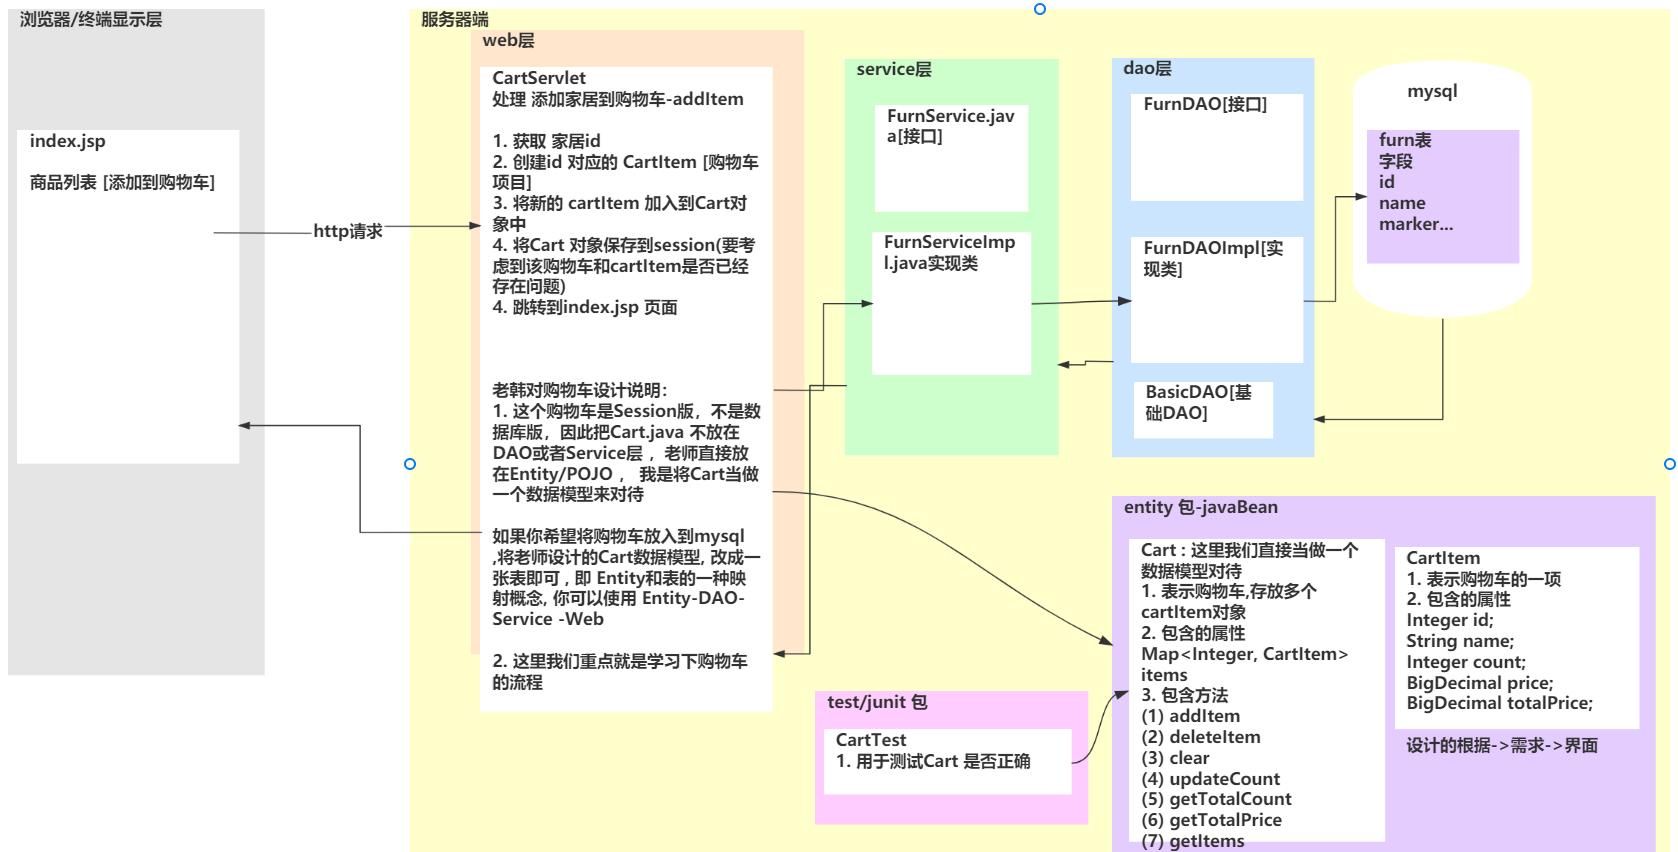 浏览器/终端显示层
index.jsp
商品列表 [添加到购物车]
http请求
服务器端
web层
CartServlet
处理 添加家居到购物车-addItem
1. 获取 家居id
2. 创建id 对应的 CartItem [购物车
项目]
3. 将新的 cartItem 加入到Cart对
象中
4. 将Cart 对象保存到session(要考
虑到该购物车和cartItem是否已经
存在问题)
4. 跳转到index.jsp 页面
老韩对购物车设计说明：
1. 这个购物车是Session版，不是数
据库版，因此把Cart.java 不放在
DAO或者Service层 ，老师直接放
在Entity/POJO ， 我是将Cart当做
一个数据模型来对待
如果你希望将购物车放入到mysql
,将老师设计的Cart数据模型, 改成一
张表即可 , 即 Entity和表的一种映
射概念, 你可以使用 Entity-DAO-
Service -Web
2. 这里我们重点就是学习下购物车
的流程
service层
FurnService.jav
a[接口]
FurnServiceImp
l.java实现类
dao层
FurnDAO[接口]
FurnDAOImpl[实
现类]
BasicDAO[基
础DAO]
mysql
furn表
字段
id
name
marker...
test/junit 包
CartTest
1. 用于测试Cart 是否正确
entity 包-javaBean
Cart : 这里我们直接当做一个
数据模型对待
1. 表示购物车,存放多个
cartItem对象
2. 包含的属性
Map<Integer, CartItem>
items
3. 包含方法
(1) addItem
(2) deleteItem
(3) clear
(4) updateCount
(5) getTotalCount
(6) getTotalPrice
(7) getItems
CartItem
1. 表示购物车的一项
2. 包含的属性
Integer id;
String name;
Integer count;
BigDecimal price;
BigDecimal totalPrice;
设计的根据->需求->界面